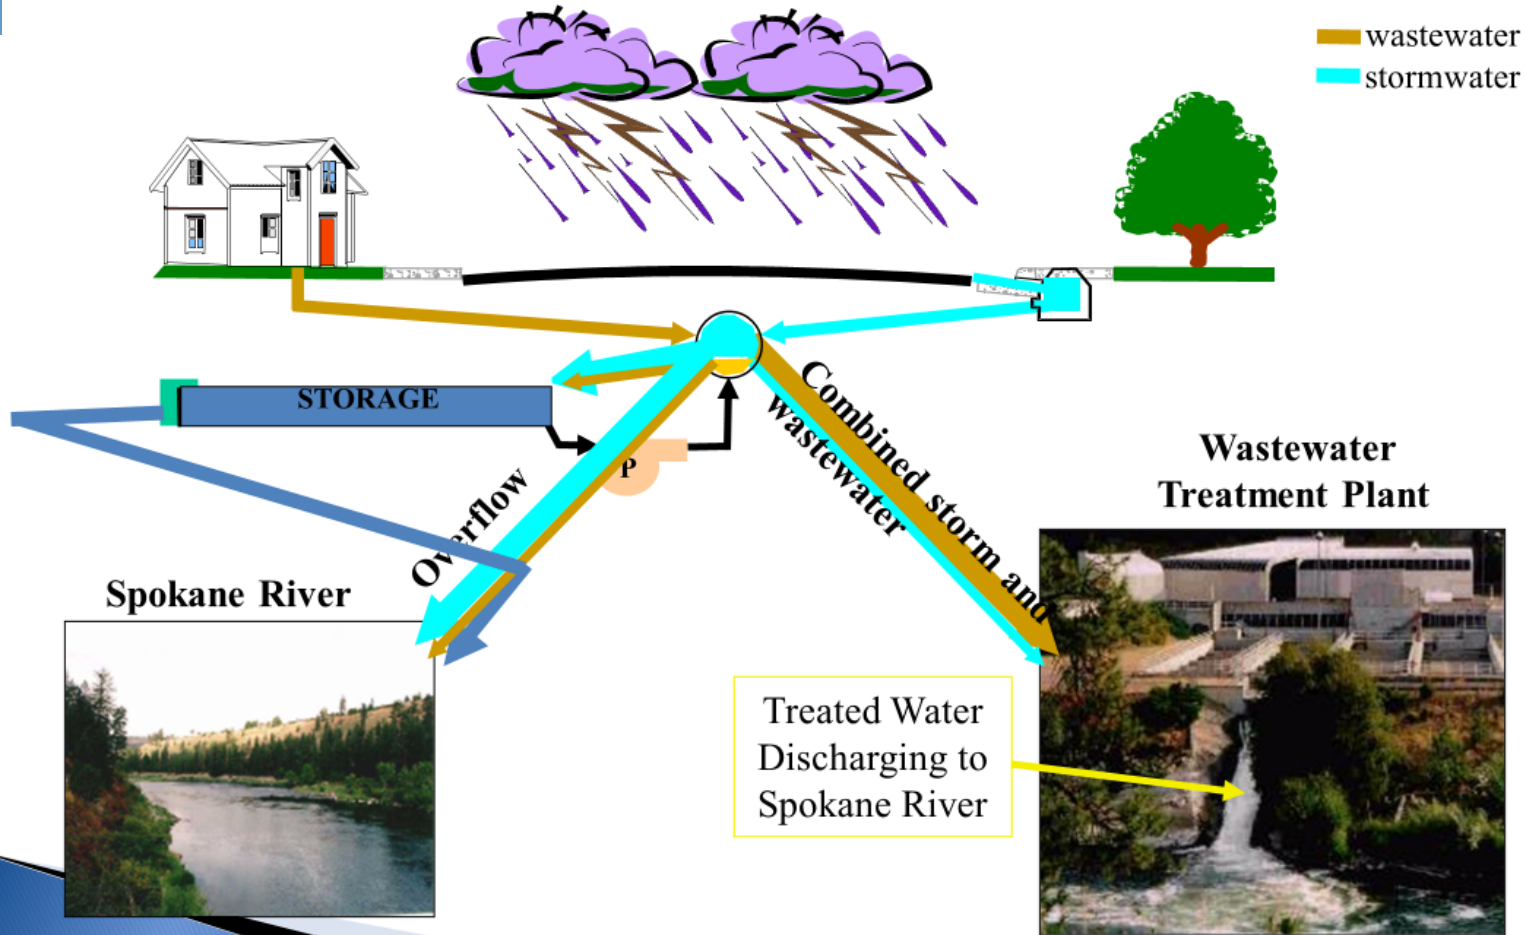 wastewater
stormwater
STORAGE
P
Overflow
Combined storm and
wastewater
Wastewater
Treatment Plant
Spokane River
Treated Water
Discharging to
Spokane River